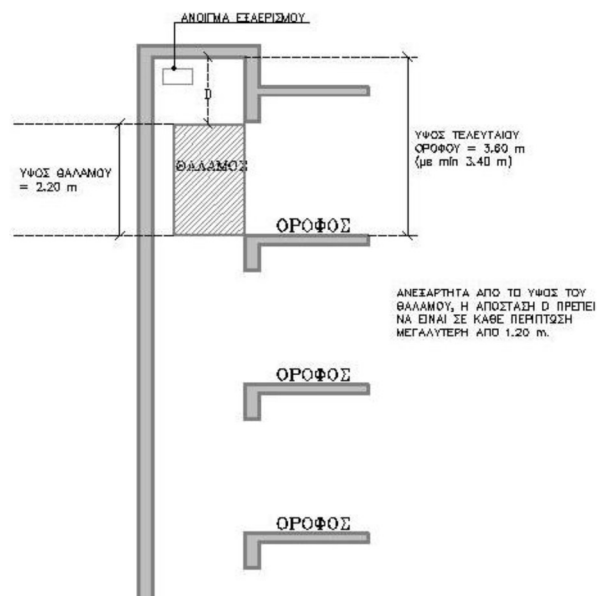 ΑΝΟΙΓΜΑ ΕΞΑΕΡΙΣΜΟΥ
D
ΥΨΟΣ ΤΕΛΕΥΤΑΙΟΥ
ΟΡΟΦΟΥ = 3.60 m
(με min 3.40 m)
ΥΨΟΣ ΘΑΛΑΜΟΥ
= 2.20 m
ΘΑΛΑΜΟΣ
ΟΡΟΦΟΣ
ΑΝΕΞΑΡΤΗΤΑ ΑΠΟ ΤΟ ΥΨΟΣ ΤΟΥ
ΘΑΛΑΜΟΥ, Η ΑΠΟΣΤΑΣΗ D ΠΡΕΠΕΙ
ΝΑ ΕΙΝΑΙ ΣΕ ΚΑΘΕ ΠΕΡΙΠΤΩΣΗ
ΜΕΓΑΛΥΤΕΡΗ ΑΠΟ 1.20 m.
ΟΡΟΦΟΣ
ΟΡΟΦΟΣ